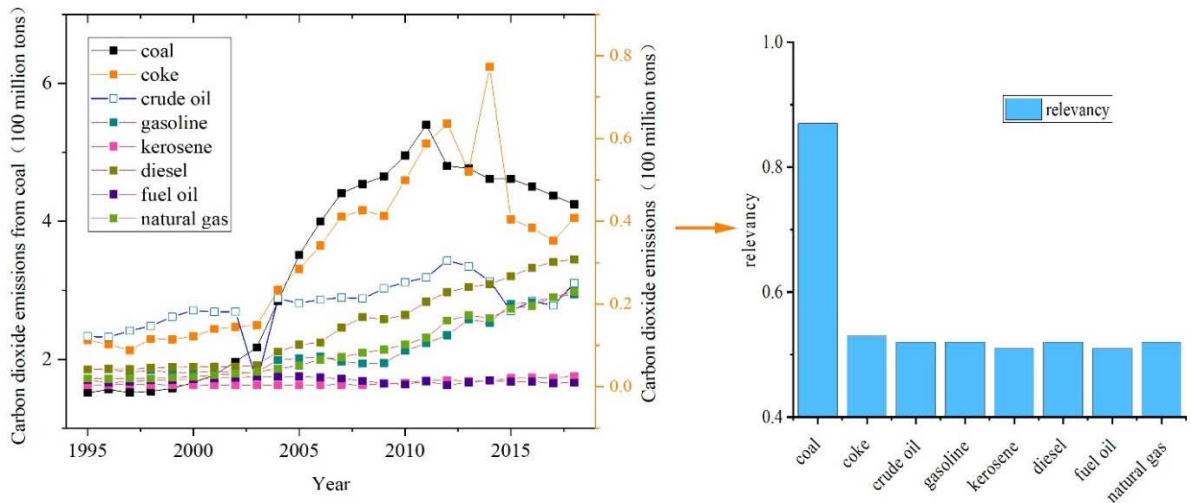 Carbon dioxide emissions from coal（100 million tons）
6
4
2
coal
coke
crude oil
gasoline
kerosene
diesel
fuel oil
natural gas
1995
2000
2005
2010
2015
Year
0.8
0.6
0.4
0.2
0.0
Carbon dioxide emissions（100 million tons）
relevancy
1.0
0.8
0.6
0.4
relevancy
coal
coke
crude oil
gasoline
kerosene
diesel
fuel oil
natural gas